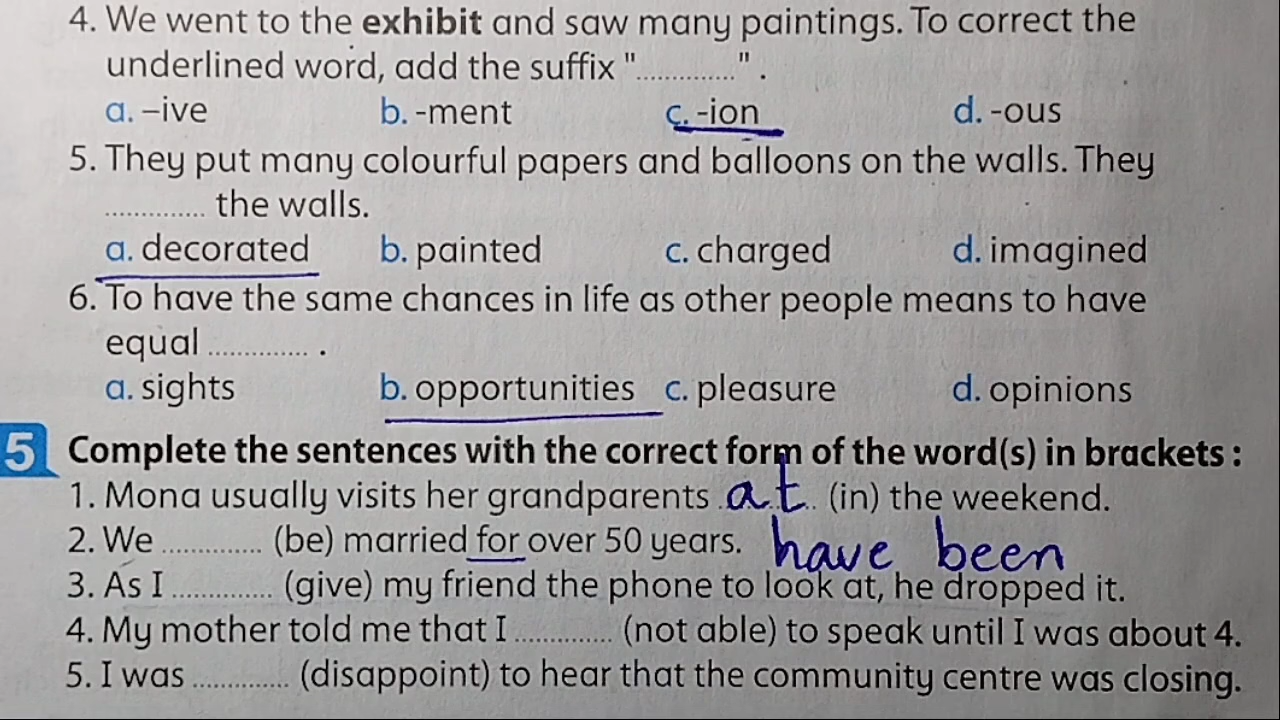 4. We went to the exhibit and saw many paintings. To correct the
underlined word, add the suffix "..............".
a. –ive b. -ment c. -ion d. -ous
5. They put many colourful papers and balloons on the walls. They
.............. the walls.
a. decorated b. painted c. charged d. imagined
6. To have the same chances in life as other people means to have
equal .............. .
a. sights b. opportunities c. pleasure d. opinions
5 Complete the sentences with the correct form of the word(s) in brackets :
1. Mona usually visits her grandparents at (in) the weekend.
2. We .............. (be) married for over 50 years. have been
3. As I .............. (give) my friend the phone to look at, he dropped it.
4. My mother told me that I .............. (not able) to speak until I was about 4.
5. I was .............. (disappoint) to hear that the community centre was closing.